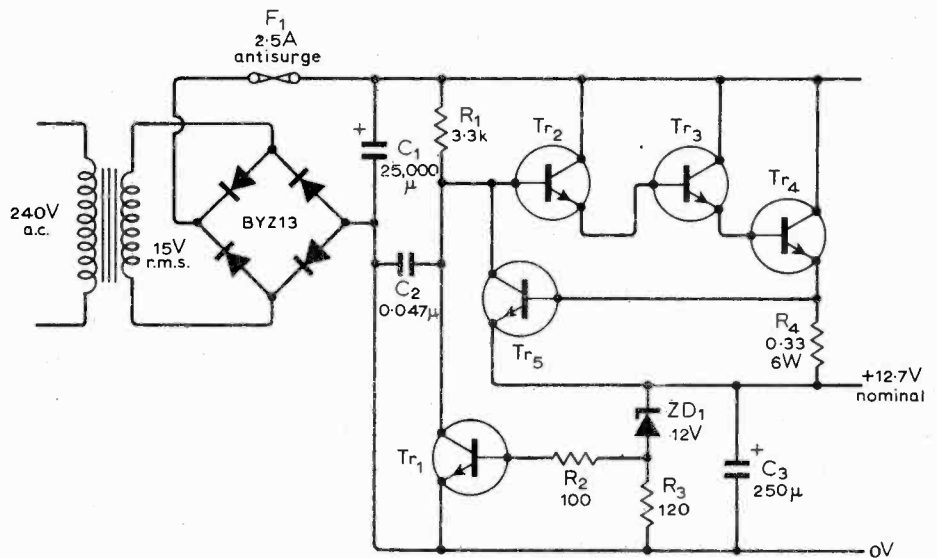 F1
2·5A
antisurge
R1
3·3k
Tr2
Tr3
Tr4
+
C1
25,000
μ
240V
a.c.
15V
r.m.s.
BYZ13
C2
0·047μ
Tr5
R4
0·33
6W
+12·7V
nominal
ZD1
12V
Tr1
R2
100
R3
120
+
C3
250μ
0V